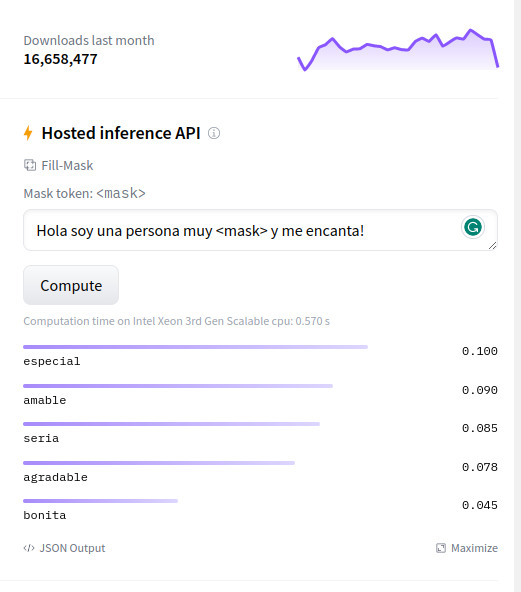 Downloads last month
16,658,477
Hosted inference API
Fill-Mask
Mask token: <mask>
Hola soy una persona muy <mask> y me encanta!
Compute
Computation time on Intel Xeon 3rd Gen Scalable cpu: 0.570 s
0.100
especial
0.090
amable
0.085
seria
0.078
agradable
0.045
bonita
</> JSON Output
Maximize